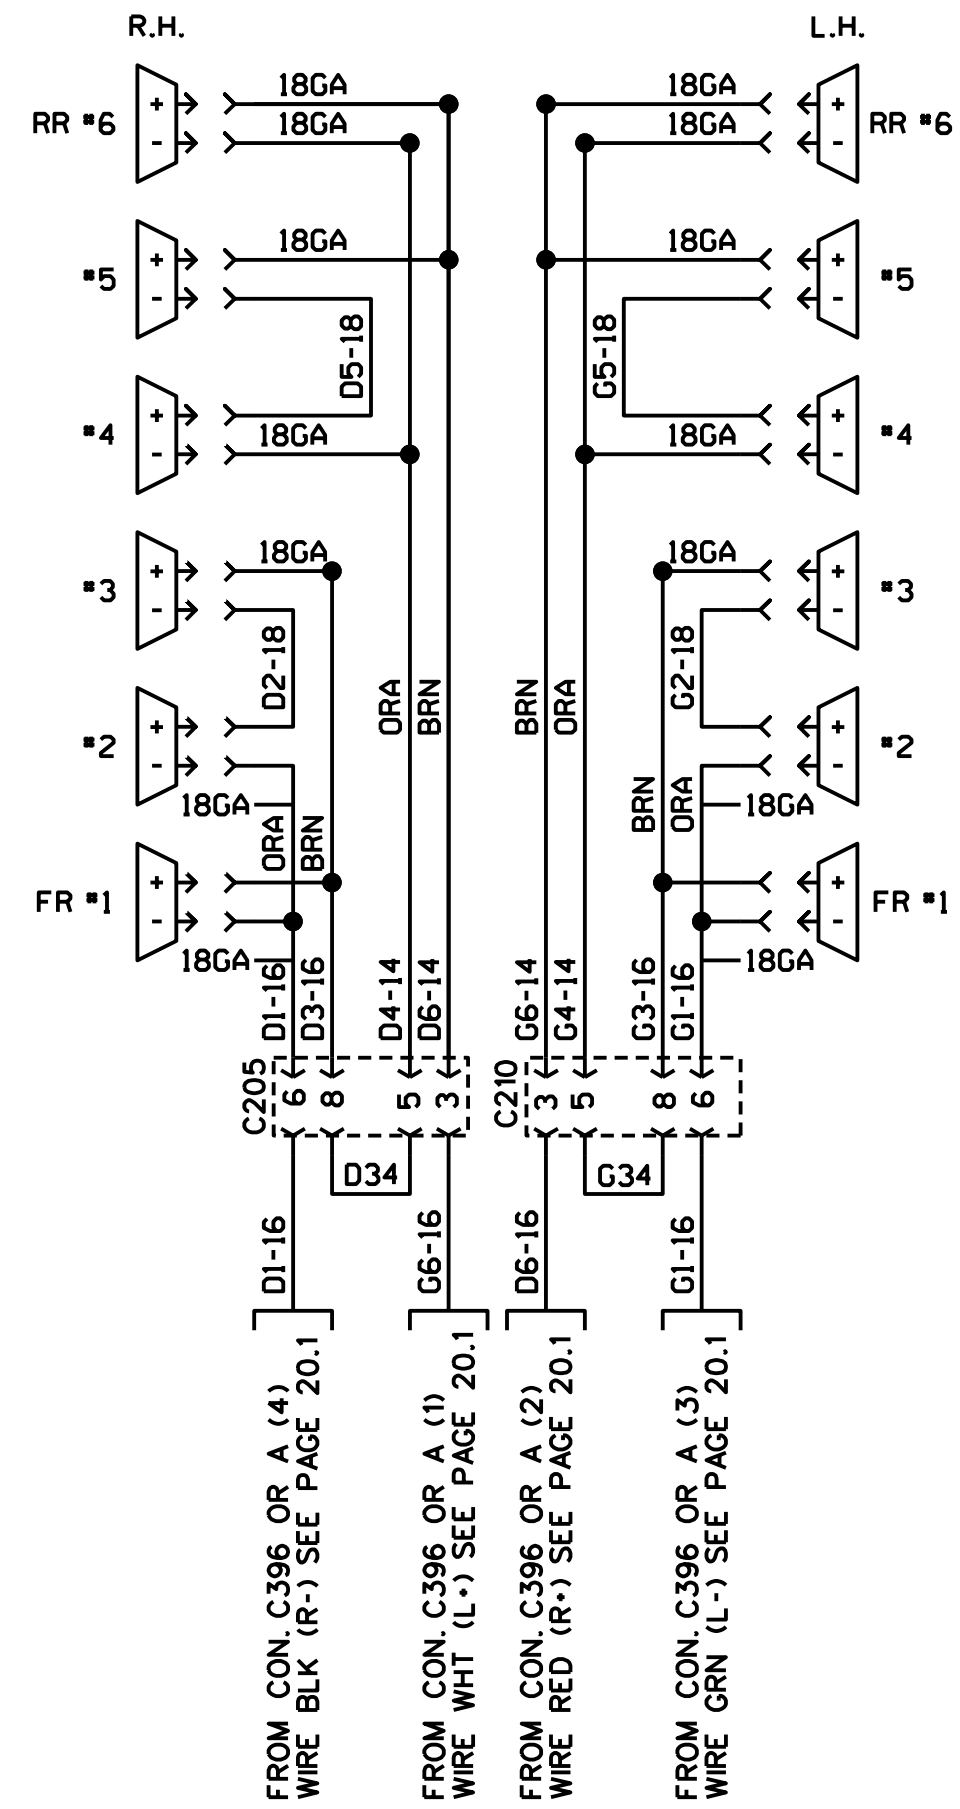 R.H.
L.H.
18GA
18GA
RR #6
+
-
18GA
18GA
+
-
RR #6
18GA
#5
+
-
18GA
+
-
#5
D5-18
G5-18
#4
+
-
18GA
18GA
+
-
#4
18GA
#3
+
-
18GA
+
-
#3
D2-18
G2-18
ORA
BRN
BRN
ORA
#2
+
-
+
-
#2
18GA
18GA
ORA
BRN
BRN
ORA
FR #1
+
-
+
-
FR #1
18GA
18GA
D1-16
D3-16
D4-14
D6-14
G6-14
G4-14
G3-16
G1-16
C205
6
8
5
3
C210
3
5
8
6
D34
G34
D1-16
G6-16
D6-16
G1-16
FROM CON. C396 OR A (4)
WIRE BLK (R-) SEE PAGE 20.1
FROM CON. C396 OR A (1)
WIRE WHT (L+) SEE PAGE 20.1
FROM CON. C396 OR A (2)
WIRE RED (R+) SEE PAGE 20.1
FROM CON. C396 OR A (3)
WIRE GRN (L-) SEE PAGE 20.1